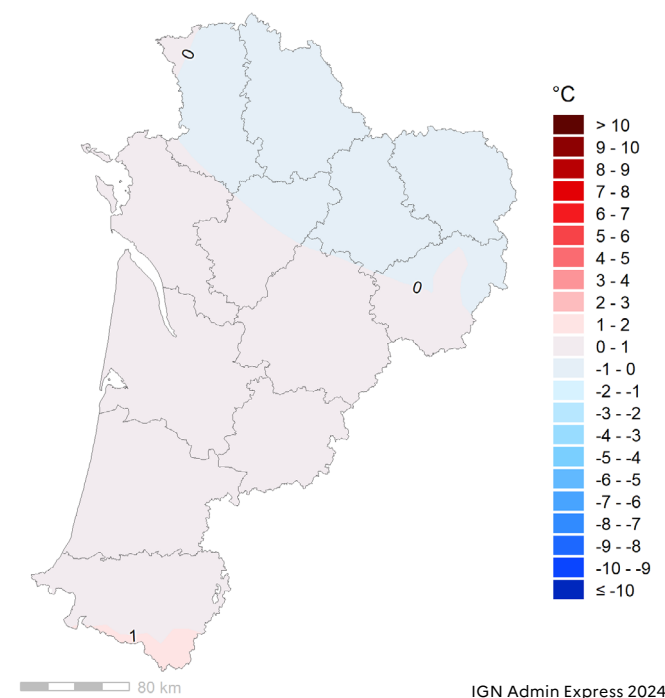 0
°C
> 10
9 - 10
8 - 9
7 - 8
6 - 7
5 - 6
4 - 5
3 - 4
2 - 3
1 - 2
0 - 1
-1 - 0
-2 - -1
-3 - -2
-4 - -3
-5 - -4
-6 - -5
-7 - -6
-8 - -7
-9 - -8
-10 - -9
≤ -10
0
1
80 km
IGN Admin Express 2024